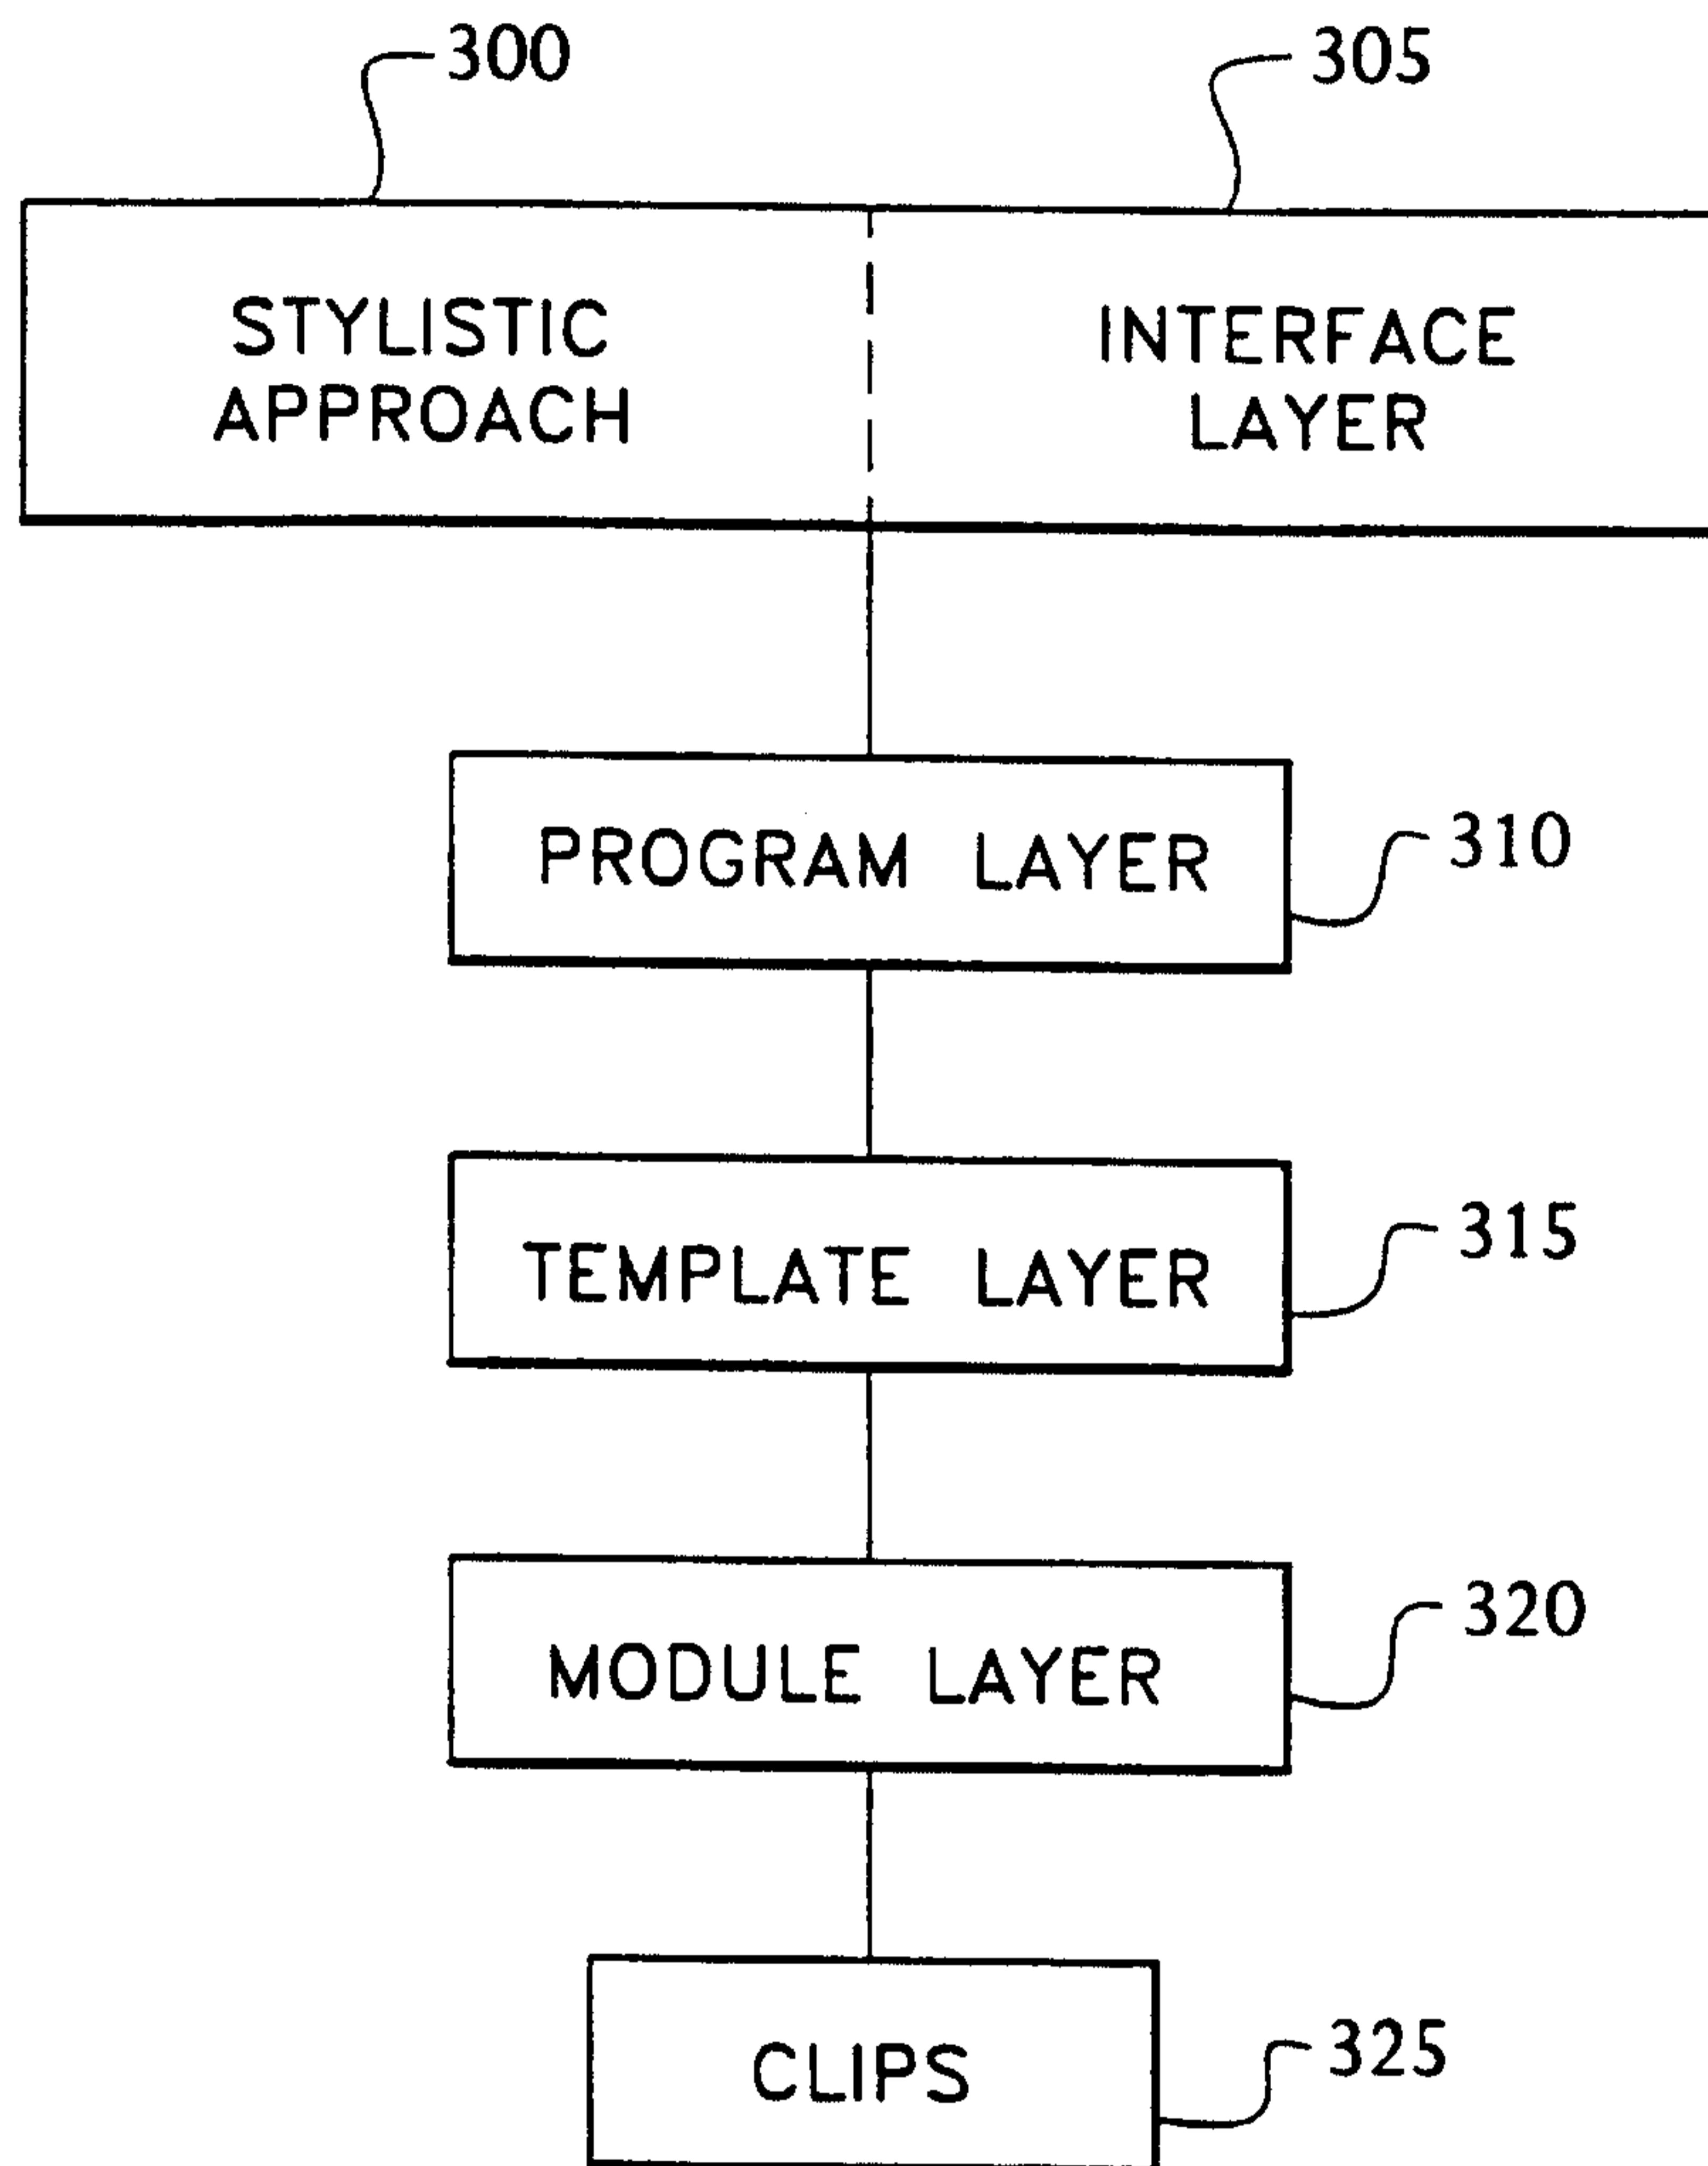 300
305
STYLISTIC
APPROACH
INTERFACE
LAYER
PROGRAM LAYER
310
TEMPLATE LAYER
315
MODULE LAYER
320
CLIPS
325